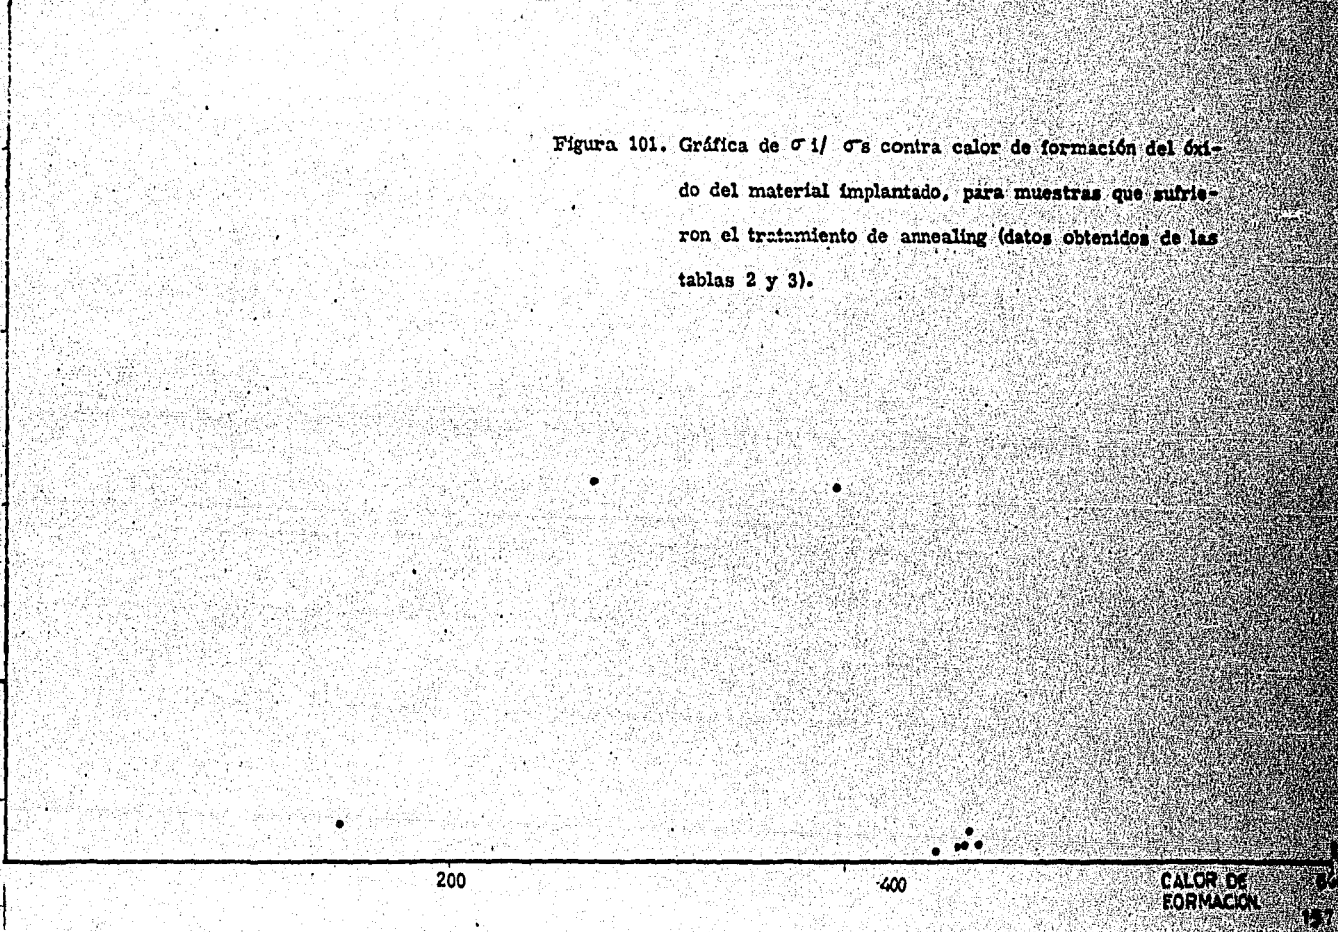 Figura 101. Gráfica de σ i/ σs contra calor de formación del óxi-
do del material implantado, para muestras que sufrie-
ron el tratamiento de annealing (datos obtenidos de las
tablas 2 y 3).
200
400
CALOR DE
FORMACION